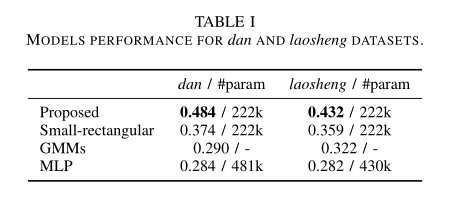 TABLE I
MODELS PERFORMANCE FOR dan AND laosheng DATASETS.
dan / #param laosheng / #param
Proposed 0.484 / 222k 0.432 / 222k
Small-rectangular 0.374 / 222k 0.359 / 222k
GMMs 0.290 / - 0.322 / -
MLP 0.284 / 481k 0.282 / 430k